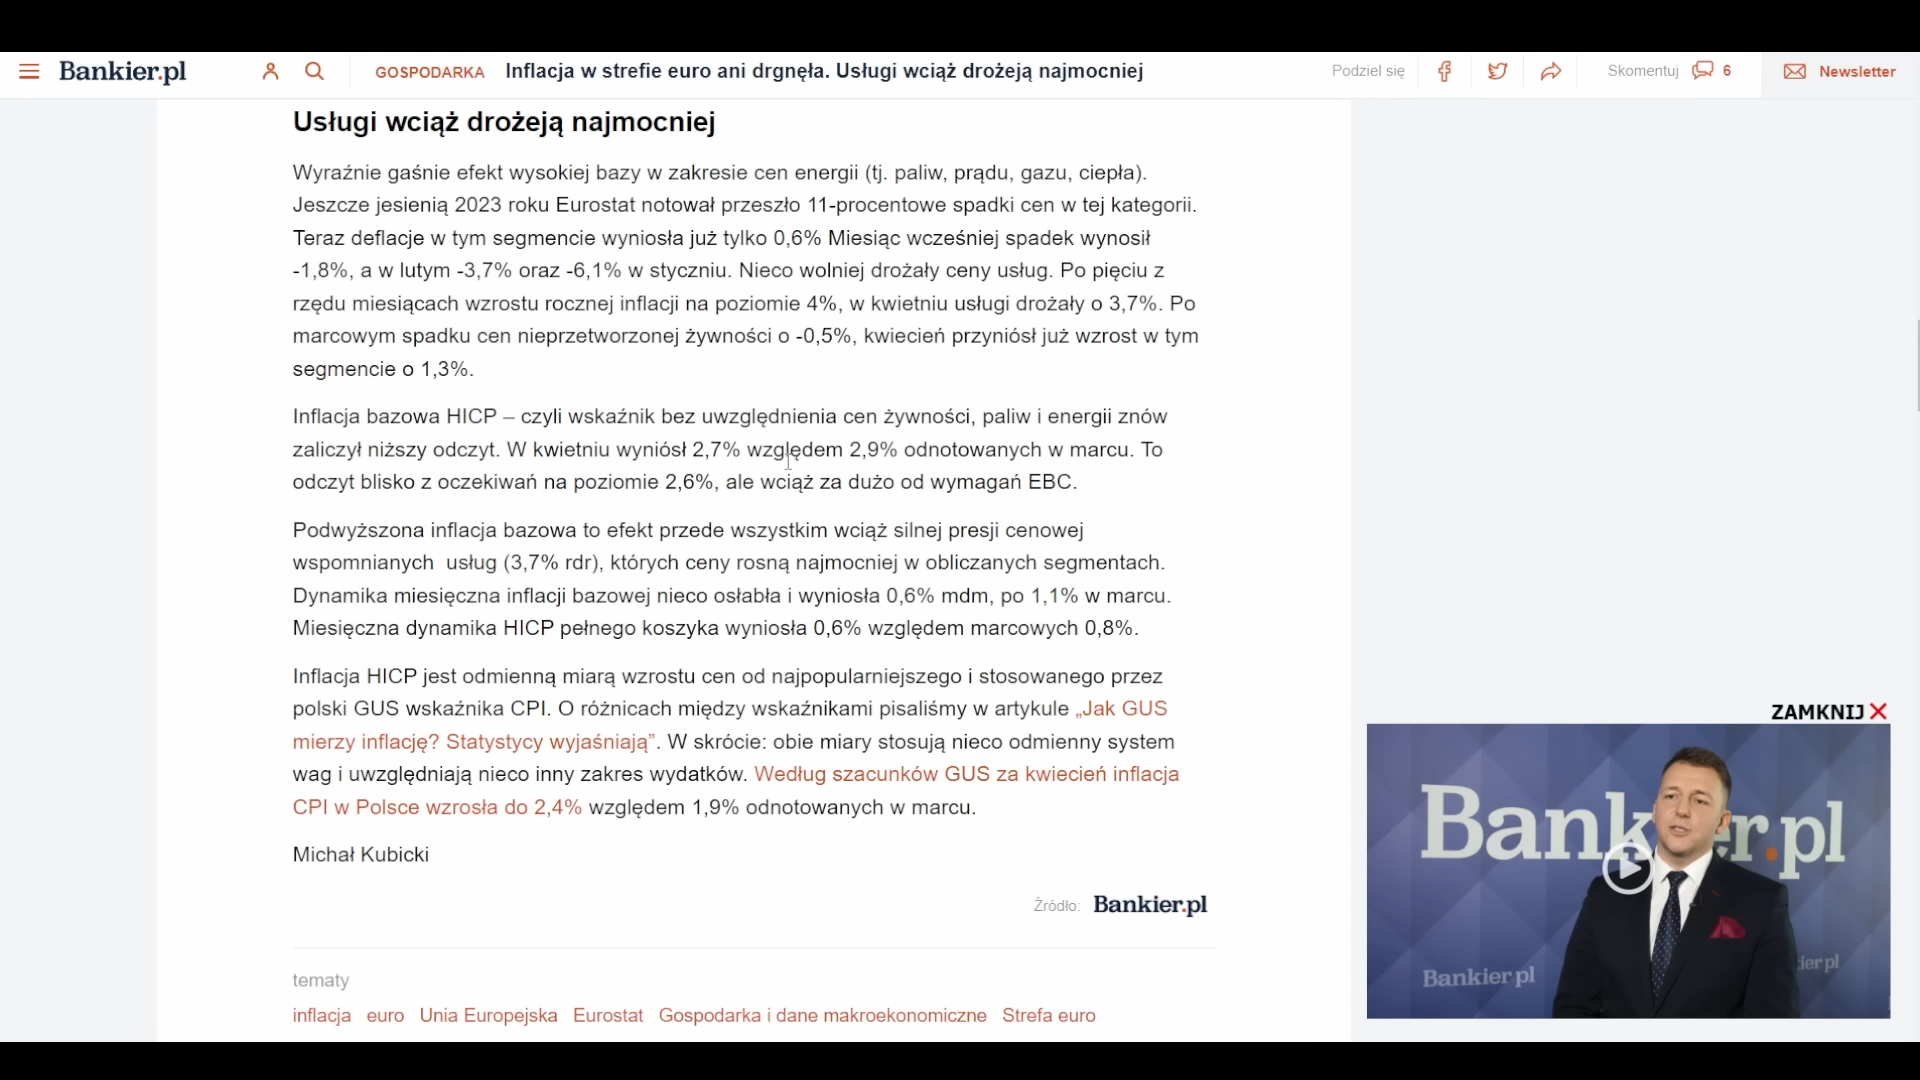 Bankier.pl
GOSPODARKA
Inflacja w strefie euro ani drgnęła. Usługi wciąż drożeją najmocniej
Podziel się
Skomentuj
6
Newsletter
Usługi wciąż drożeją najmocniej
Wyraźnie gaśnie efekt wysokiej bazy w zakresie cen energii (tj. paliw, prądu, gazu, ciepła).
Jeszcze jesienią 2023 roku Eurostat notował przeszło 11-procentowe spadki cen w tej kategorii.
Teraz deflacje w tym segmencie wyniosła już tylko 0,6% Miesiąc wcześniej spadek wynosił
-1,8%, a w lutym -3,7% oraz -6,1% w styczniu. Nieco wolniej drożały ceny usług. Po pięciu z
rzędu miesiącach wzrostu rocznej inflacji na poziomie 4%, w kwietniu usługi drożały o 3,7%. Po
marcowym spadku cen nieprzetworzonej żywności o -0,5%, kwiecień przyniósł już wzrost w tym
segmencie o 1,3%.
Inflacja bazowa HICP – czyli wskaźnik bez uwzględnienia cen żywności, paliw i energii znów
zaliczył niższy odczyt. W kwietniu wyniósł 2,7% względem 2,9% odnotowanych w marcu. To
odczyt blisko z oczekiwań na poziomie 2,6%, ale wciąż za dużo od wymagań EBC.
Podwyższona inflacja bazowa to efekt przede wszystkim wciąż silnej presji cenowej
wspomnianych  usług (3,7% rdr), których ceny rosną najmocniej w obliczanych segmentach.
Dynamika miesięczna inflacji bazowej nieco osłabła i wyniosła 0,6% mdm, po 1,1% w marcu.
Miesięczna dynamika HICP pełnego koszyka wyniosła 0,6% względem marcowych 0,8%.
Inflacja HICP jest odmienną miarą wzrostu cen od najpopularniejszego i stosowanego przez
polski GUS wskaźnika CPI. O różnicach między wskaźnikami pisaliśmy w artykule „Jak GUS
mierzy inflację? Statystycy wyjaśniają”. W skrócie: obie miary stosują nieco odmienny system
wag i uwzględniają nieco inny zakres wydatków. Według szacunków GUS za kwiecień inflacja
CPI w Polsce wzrosła do 2,4% względem 1,9% odnotowanych w marcu.
Michał Kubicki
Źródło: Bankier.pl
tematy
inflacja euro Unia Europejska Eurostat Gospodarka i dane makroekonomiczne Strefa euro
ZAMKNIJ
Bankier.pl
Bankier.pl
ier.pl